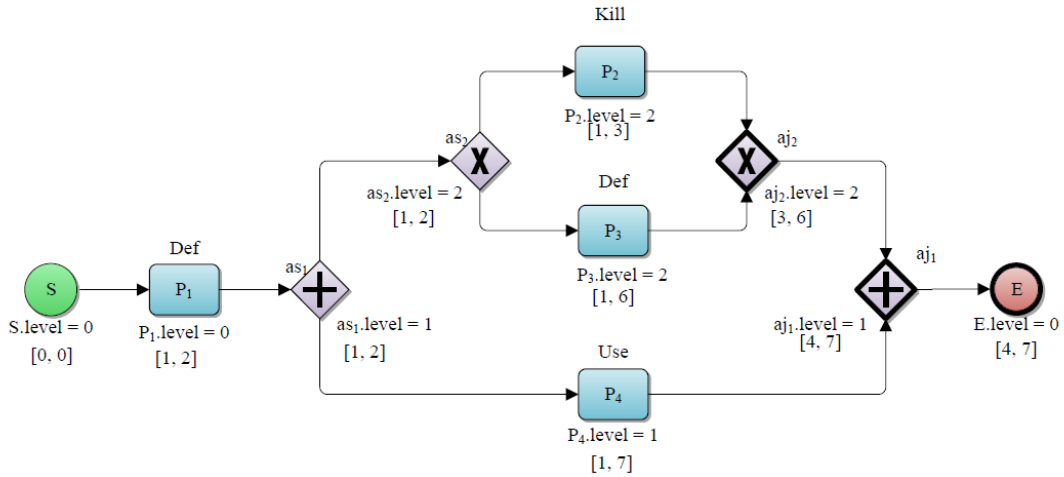 Kill
P₂
P₂.level = 2
[1, 3]
as₂
X
as₂.level = 2
[1, 2]
X
aj₂
aj₂.level = 2
[3, 6]
Def
P₃
P₃.level = 2
[1, 6]
S
S.level = 0
[0, 0]
Def
P₁
P₁.level = 0
[1, 2]
as₁
+
as₁.level = 1
[1, 2]
Use
P₄
P₄.level = 1
[1, 7]
aj₁
+
aj₁.level = 1
[4, 7]
E
E.level = 0
[4, 7]